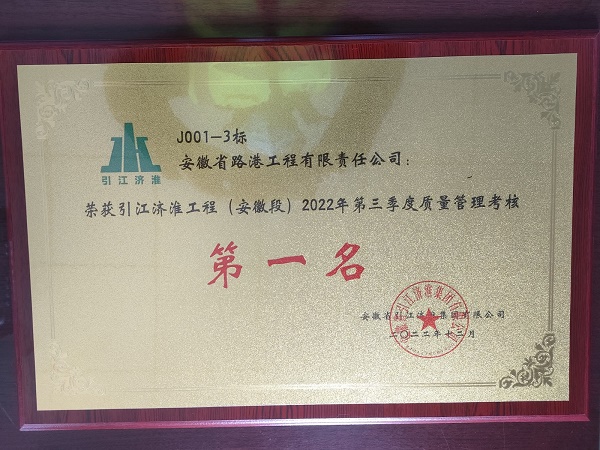 J001-3标
安徽省路港工程有限责任公司：
引江济淮
荣获引江济淮工程（安徽段）2022年第三季度质量管理考核
第一名
安徽省引江济淮集团有限公司
二〇二二年十二月